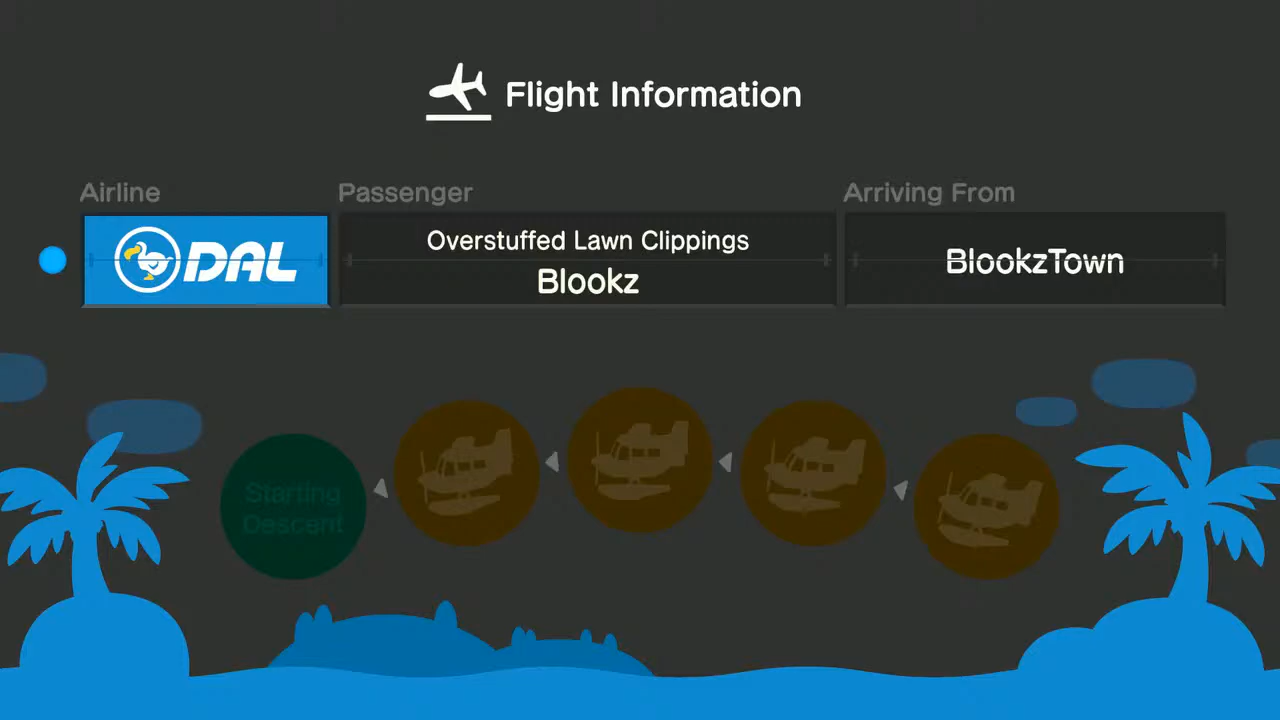 Flight Information
Airline
Passenger
Arriving From
DAL
Overstuffed Lawn Clippings
Blookz
BlookzTown
Starting
Descent